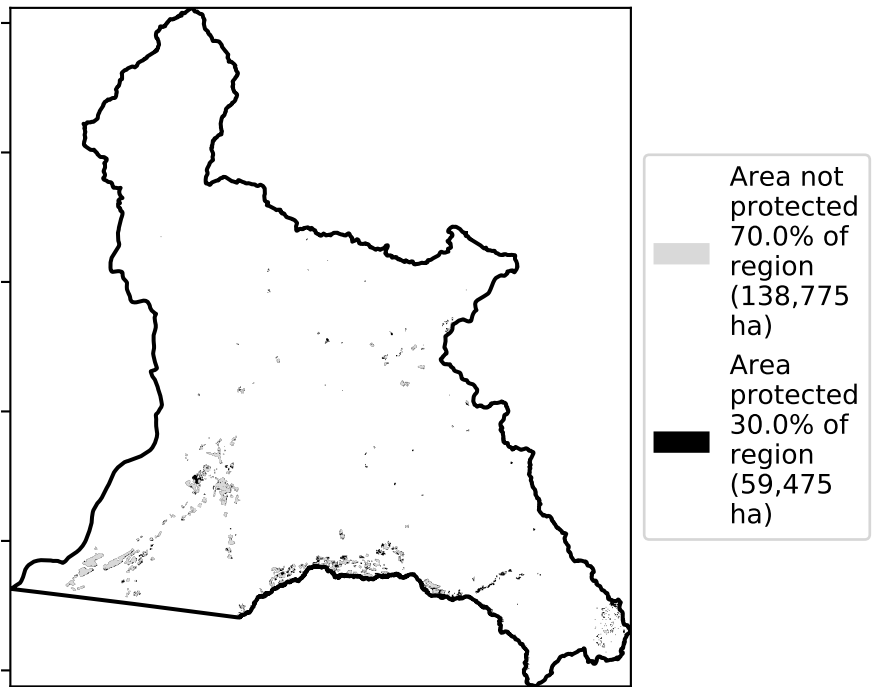 Area not
protected
70.0% of
region
(138,775
ha)
Area
protected
30.0% of
region
(59,475
ha)